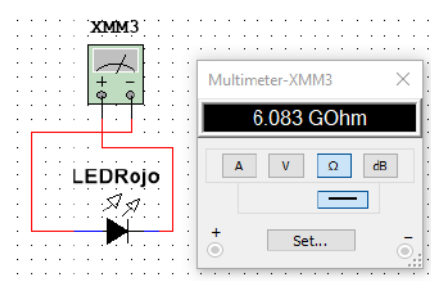 XMM3
+ −
LEDRojo
Multimeter-XMM3
6.083 GOhm
A V Ω dB
+ Set... −